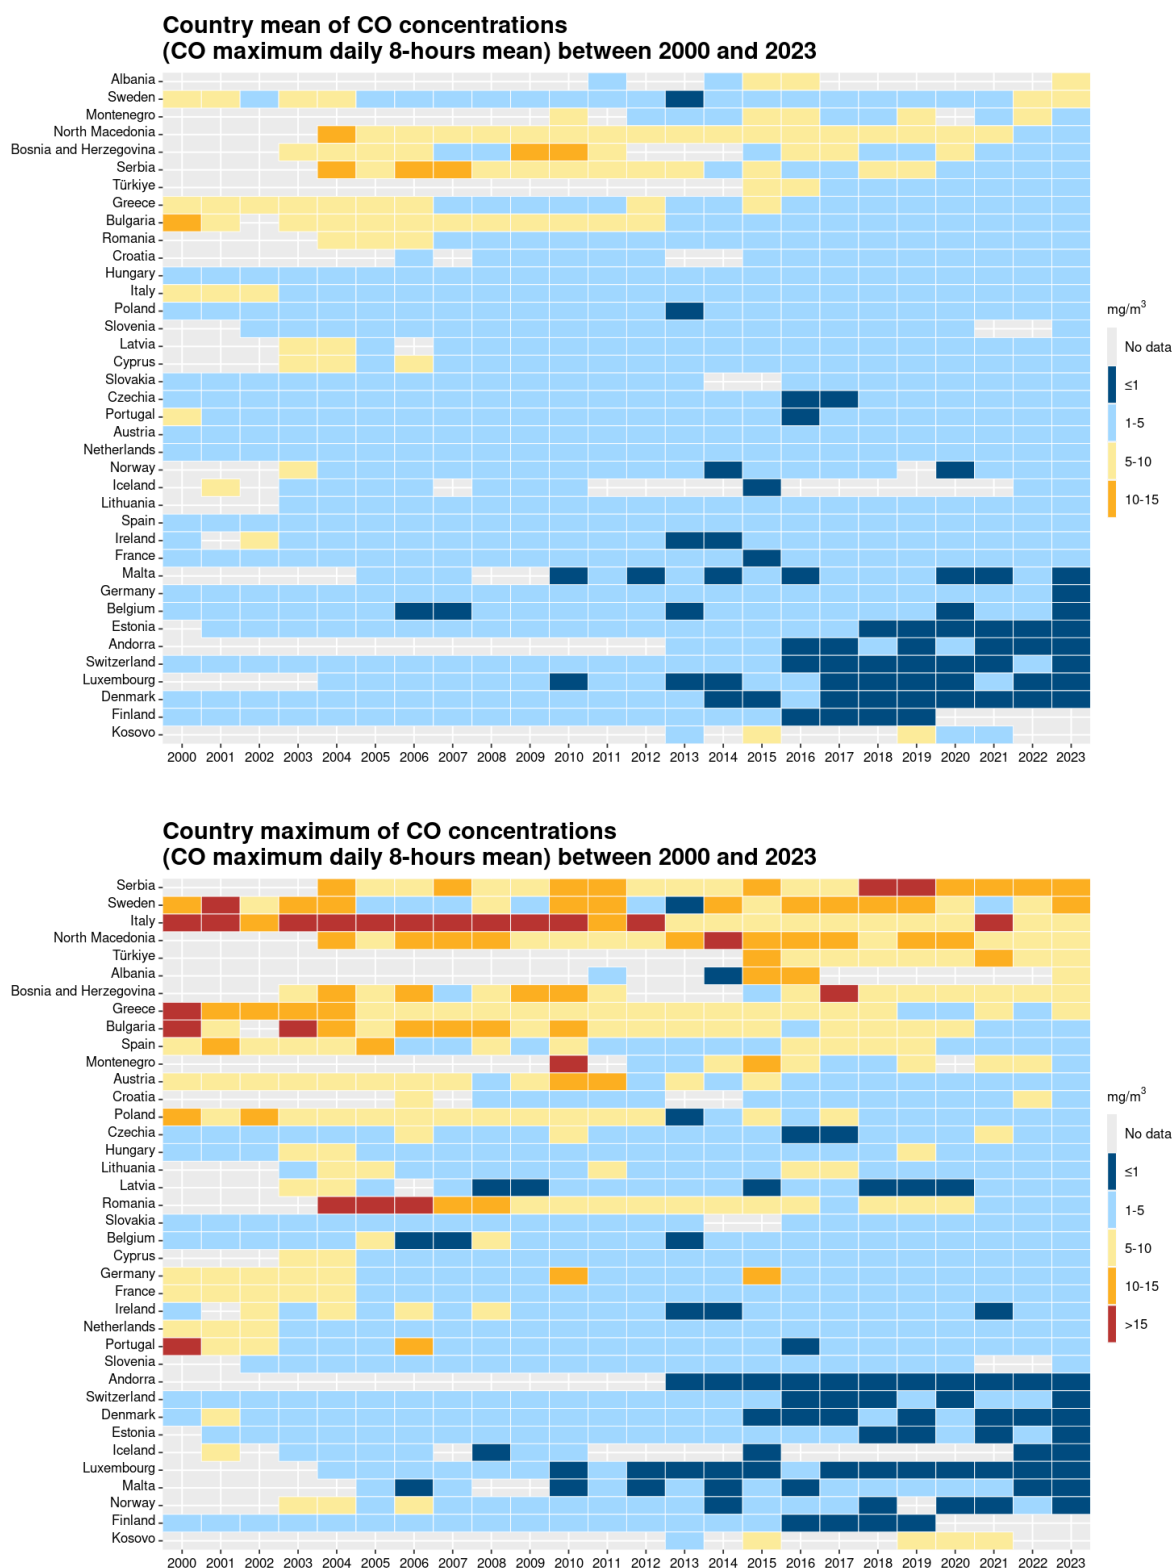 Country mean of CO concentrations
(CO maximum daily 8-hours mean) between 2000 and 2023
Albania
Sweden
Montenegro
North Macedonia
Bosnia and Herzegovina
Serbia
Türkiye
Greece
Bulgaria
Romania
Croatia
Hungary
Italy
Poland
Slovenia
Latvia
Cyprus
Slovakia
Czechia
Portugal
Austria
Netherlands
Norway
Iceland
Lithuania
Spain
Ireland
France
Malta
Germany
Belgium
Estonia
Andorra
Switzerland
Luxembourg
Denmark
Finland
Kosovo
2000 2001 2002 2003 2004 2005 2006 2007 2008 2009 2010 2011 2012 2013 2014 2015 2016 2017 2018 2019 2020 2021 2022 2023
mg/m³
No data
≤1
1-5
5-10
10-15
Country maximum of CO concentrations
(CO maximum daily 8-hours mean) between 2000 and 2023
Serbia
Sweden
Italy
North Macedonia
Türkiye
Albania
Bosnia and Herzegovina
Greece
Bulgaria
Spain
Montenegro
Austria
Croatia
Poland
Czechia
Hungary
Lithuania
Latvia
Romania
Slovakia
Belgium
Cyprus
Germany
France
Ireland
Netherlands
Portugal
Slovenia
Andorra
Switzerland
Denmark
Estonia
Iceland
Luxembourg
Malta
Norway
Finland
Kosovo
2000 2001 2002 2003 2004 2005 2006 2007 2008 2009 2010 2011 2012 2013 2014 2015 2016 2017 2018 2019 2020 2021 2022 2023
mg/m³
No data
≤1
1-5
5-10
10-15
>15